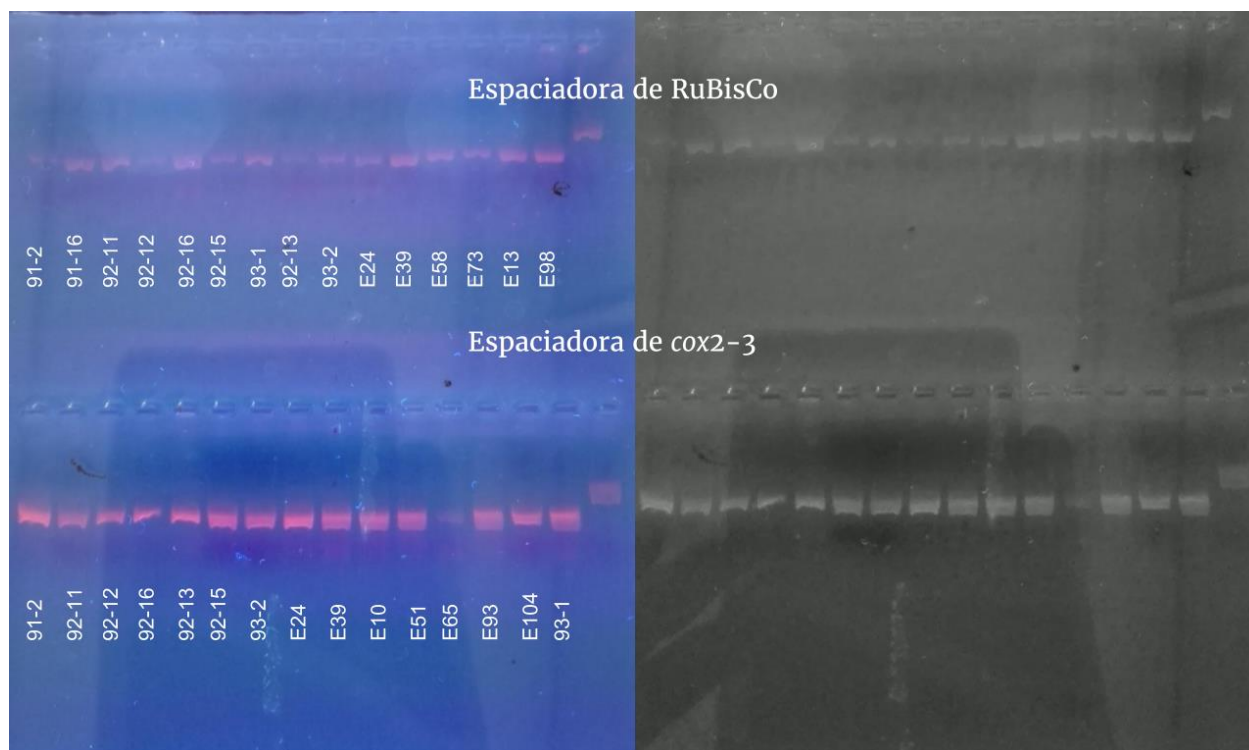 Espaciadora de RuBisCo
91-2
91-16
92-11
92-12
92-16
92-15
93-1
92-13
93-2
E24
E39
E58
E73
E13
E98
Espaciadora de cox2-3
91-2
92-11
92-12
92-16
92-13
92-15
93-2
E24
E39
E10
E51
E65
E93
E104
93-1